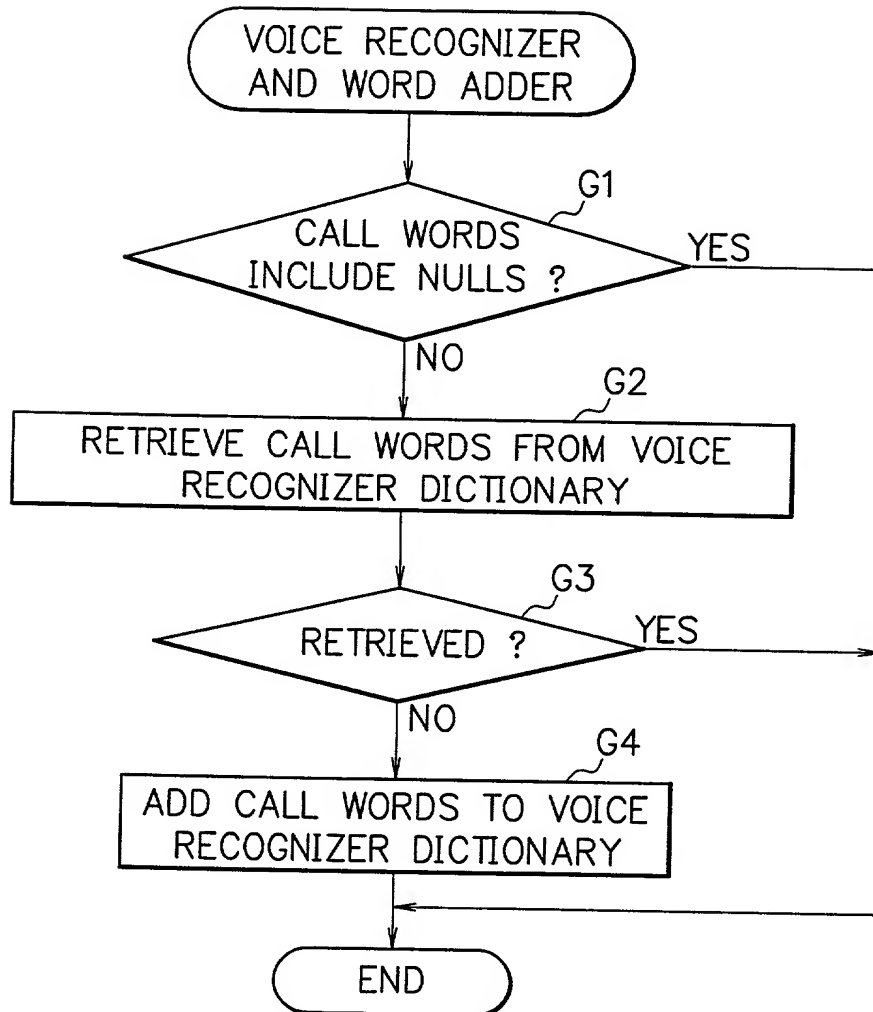 VOICE RECOGNIZER
AND WORD ADDER
G1
CALL WORDS
INCLUDE NULLS ?
YES
NO
G2
RETRIEVE CALL WORDS FROM VOICE
RECOGNIZER DICTIONARY
G3
RETRIEVED ?
YES
NO
G4
ADD CALL WORDS TO VOICE
RECOGNIZER DICTIONARY
END